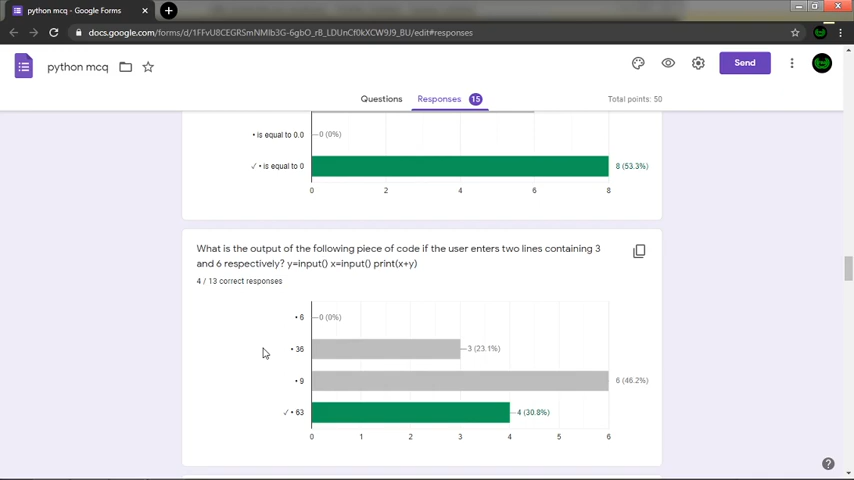 python mcq - Google Forms
docs.google.com/forms/d/1FFvU8CEGRSmNMIb3G-6gbO_rB_LDUnCf0kXCW9J9_BU/edit#responses
python mcq
Send
Questions Responses 15 Total points: 50
• is equal to 0.0 0 (0%)
✓ • is equal to 0 8 (53.3%)
0 2 4 6 8
What is the output of the following piece of code if the user enters two lines containing 3
and 6 respectively? y=input() x=input() print(x+y)
4 / 13 correct responses
• 6 0 (0%)
• 36 3 (23.1%)
• 9 6 (46.2%)
✓ • 63 4 (30.8%)
0 1 2 3 4 5 6